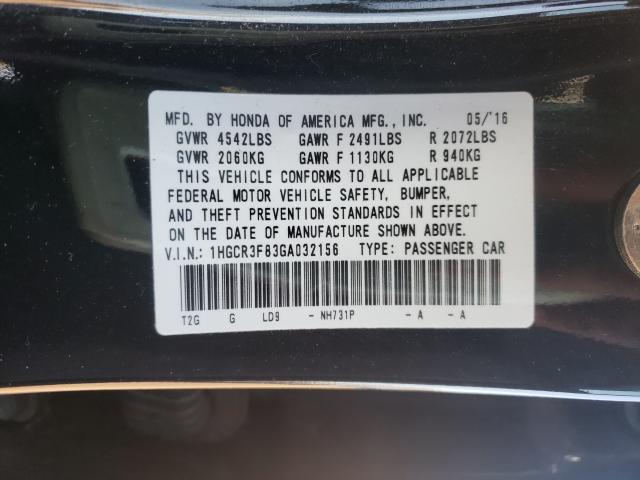 MFD. BY HONDA OF AMERICA MFG., INC. 05/'16
GVWR 4542LBS GAWR F 2491LBS R 2072LBS
GVWR 2060KG GAWR F 1130KG R 940KG
THIS VEHICLE CONFORMS TO ALL APPLICABLE
FEDERAL MOTOR VEHICLE SAFETY, BUMPER,
AND THEFT PREVENTION STANDARDS IN EFFECT
ON THE DATE OF MANUFACTURE SHOWN ABOVE.
V.I.N.: 1HGCR3F83GA032156 TYPE: PASSENGER CAR
T2G G LD9 - NH731P - A - A